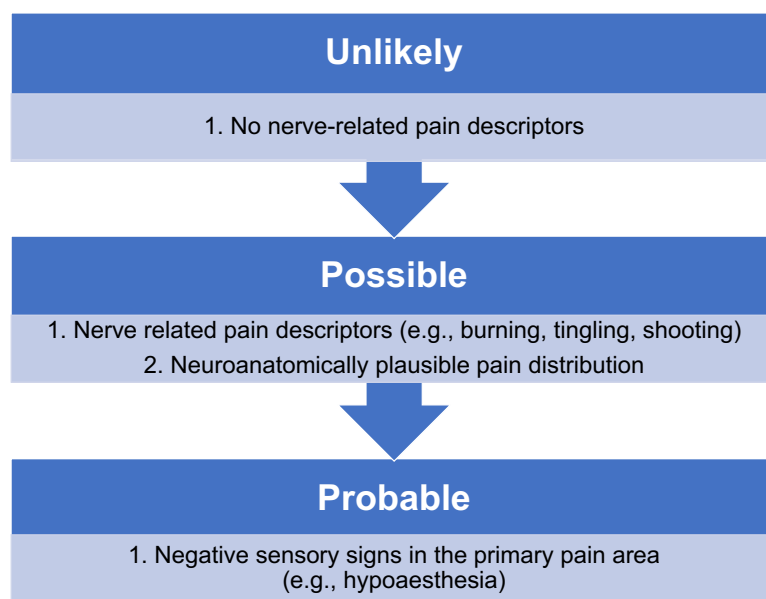 Unlikely
1. No nerve-related pain descriptors
Possible
1. Nerve related pain descriptors (e.g., burning, tingling, shooting)
2. Neuroanatomically plausible pain distribution
Probable
1. Negative sensory signs in the primary pain area
(e.g., hypoaesthesia)